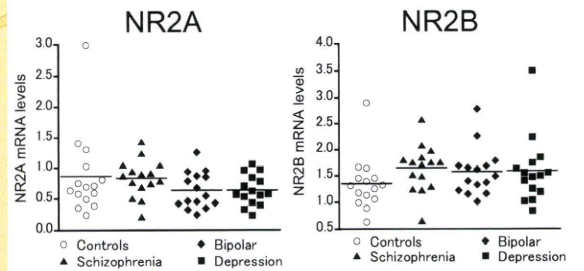 NR2A
NR2A mRNA levels
3.0
2.5
2.0
1.5
1.0
0.5
0.0
○ Controls ◆ Bipolar
▲ Schizophrenia ■ Depression
NR2B
NR2B mRNA levels
4.0
3.5
3.0
2.5
2.0
1.5
1.0
0.5
○ Controls ◆ Bipolar
▲ Schizophrenia ■ Depression